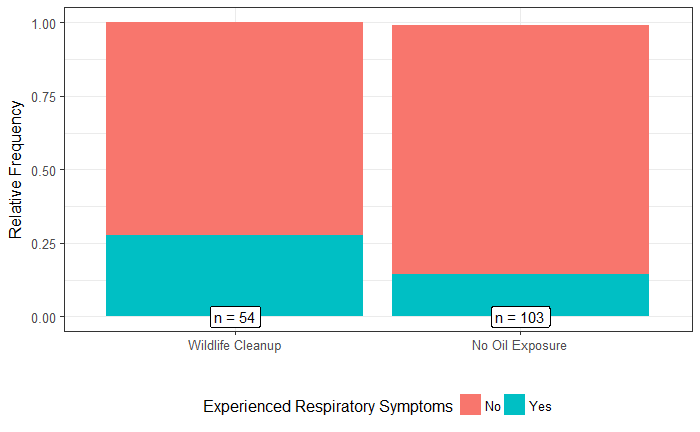 Relative Frequency
1.00
0.75
0.50
0.25
0.00
n = 54
n = 103
Wildlife Cleanup
No Oil Exposure
Experienced Respiratory Symptoms No Yes